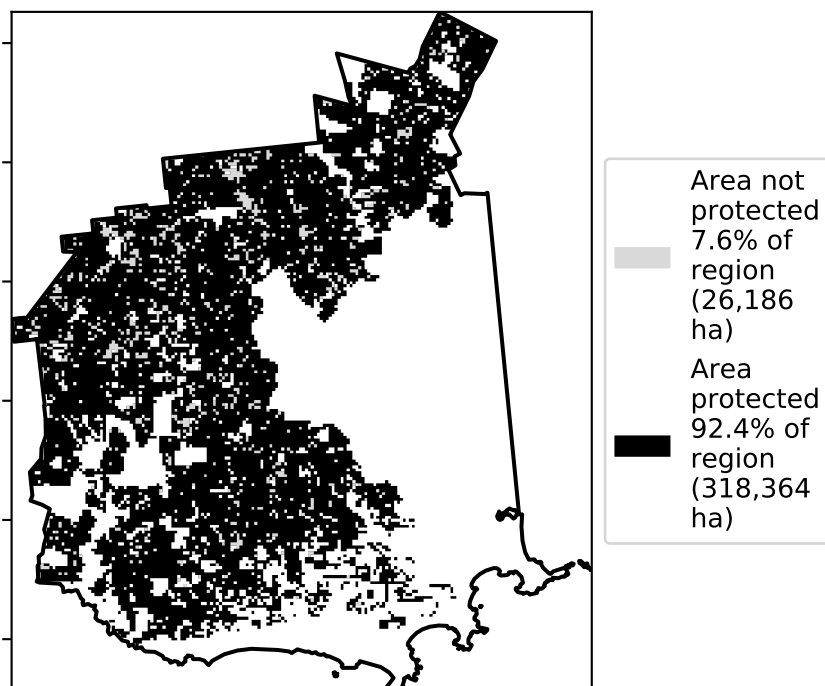 Area not
protected
7.6% of
region
(26,186
ha)
Area
protected
92.4% of
region
(318,364
ha)